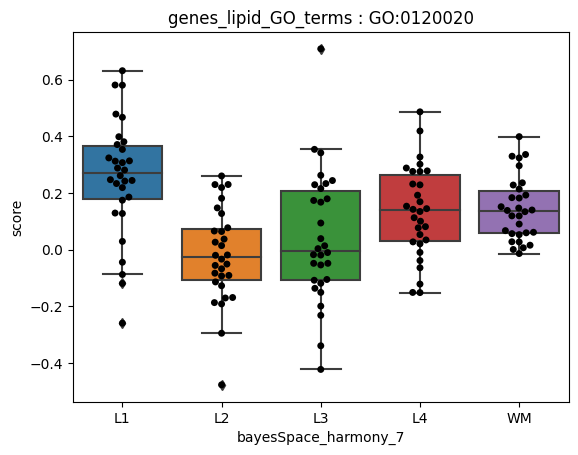 genes_lipid_GO_terms : GO:0120020
score
0.6
0.4
0.2
0.0
−0.2
−0.4
L1 L2 L3 L4 WM
bayesSpace_harmony_7